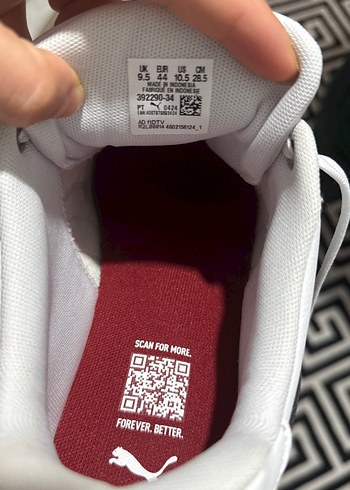 UK EUR US CM
9.5 44 10.5 28.5
MADE IN INDONESIA
FABRIQUE EN INDONESIE
392290-34
PT 0424
SCAN FOR MORE.
FOREVER. BETTER.